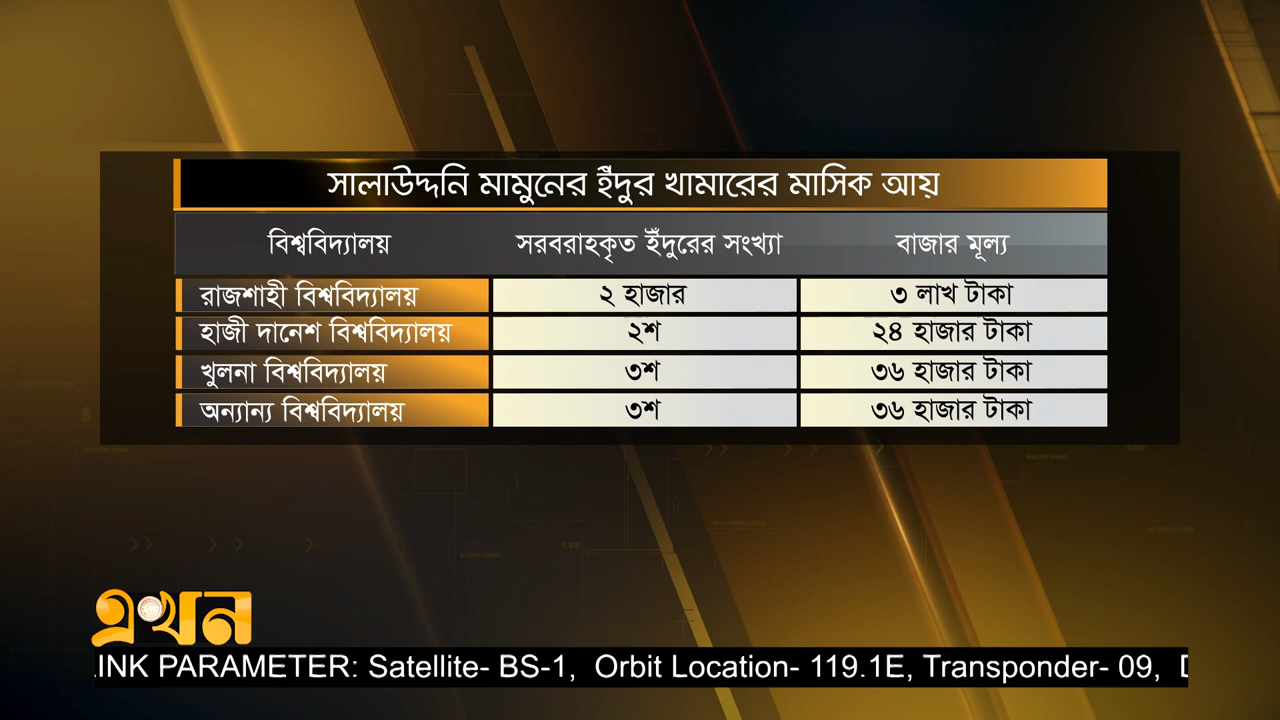 সালাউদ্দনি মামুনের ইঁদুর খামারের মাসিক আয়
বিশ্ববিদ্যালয় সরবরাহকৃত ইঁদুরের সংখ্যা বাজার মূল্য
রাজশাহী বিশ্ববিদ্যালয় ২ হাজার ৩ লাখ টাকা
হাজী দানেশ বিশ্ববিদ্যালয় ২শ ২৪ হাজার টাকা
খুলনা বিশ্ববিদ্যালয় ৩শ ৩৬ হাজার টাকা
অন্যান্য বিশ্ববিদ্যালয় ৩শ ৩৬ হাজার টাকা
এখন
INK PARAMETER: Satellite- BS-1, Orbit Location- 119.1E, Transponder- 09,